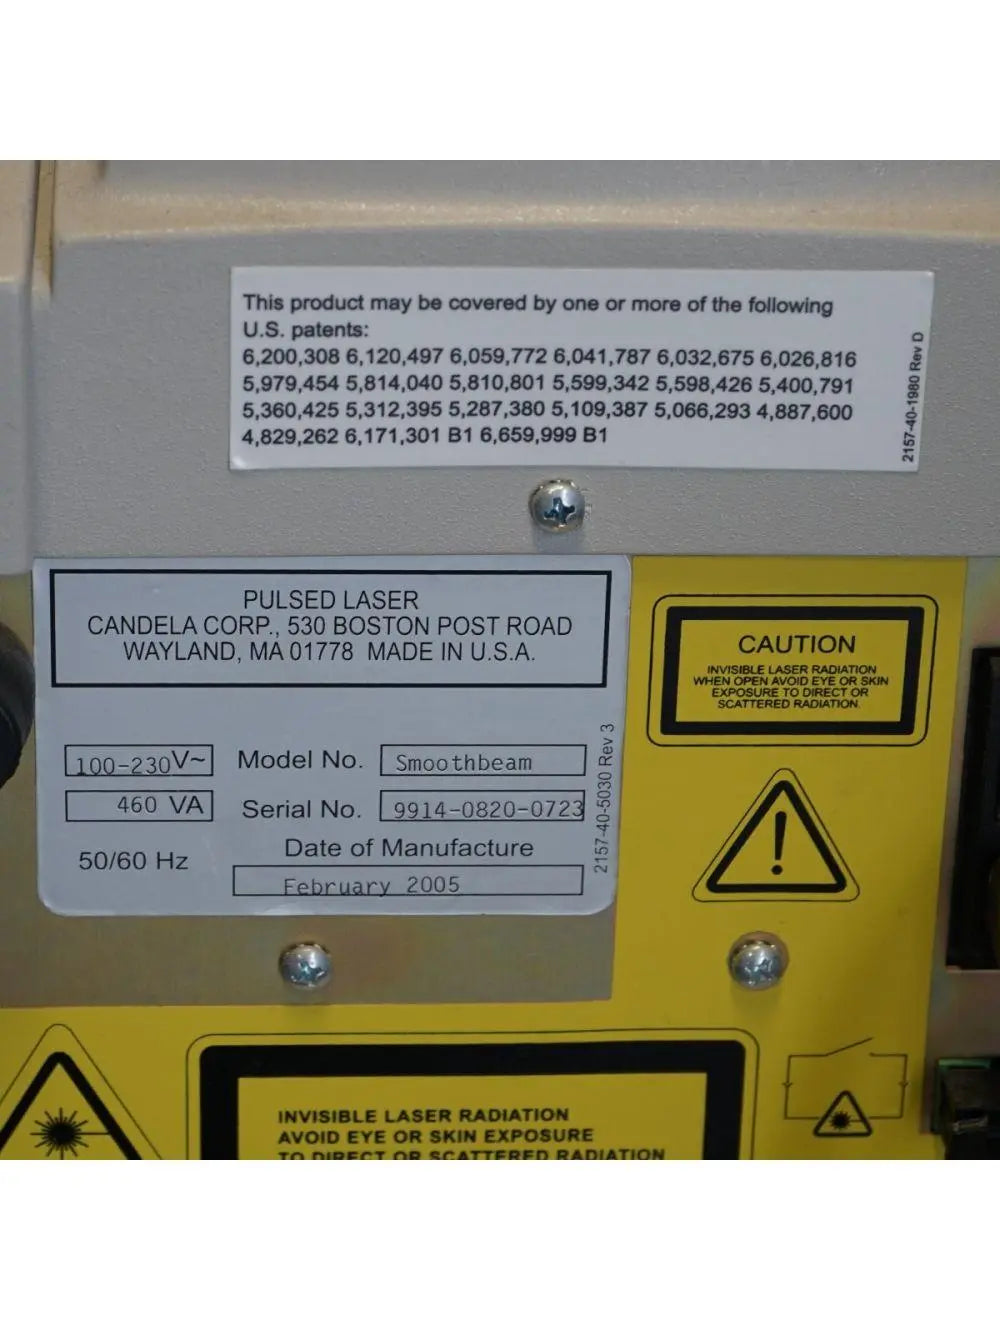 This product may be covered by one or more of the following
U.S. patents:
6,200,308 6,120,497 6,059,772 6,041,787 6,032,675 6,026,816
5,979,454 5,814,040 5,810,801 5,599,342 5,598,426 5,400,791
5,360,425 5,312,395 5,287,380 5,109,387 5,066,293 4,887,600
4,829,262 6,171,301 B1 6,659,999 B1
2157-40-1980 Rev D
PULSED LASER
CANDELA CORP., 530 BOSTON POST ROAD
WAYLAND, MA 01778 MADE IN U.S.A.
100-230V~
Model No. Smoothbeam
460 VA
Serial No. 9914-0820-0723
50/60 Hz
Date of Manufacture
February 2005
2157-40-5030 Rev 3
CAUTION
INVISIBLE LASER RADIATION
WHEN OPEN AVOID EYE OR SKIN
EXPOSURE TO DIRECT OR
SCATTERED RADIATION.
!
INVISIBLE LASER RADIATION
AVOID EYE OR SKIN EXPOSURE
TO DIRECT OR SCATTERED RADIATION